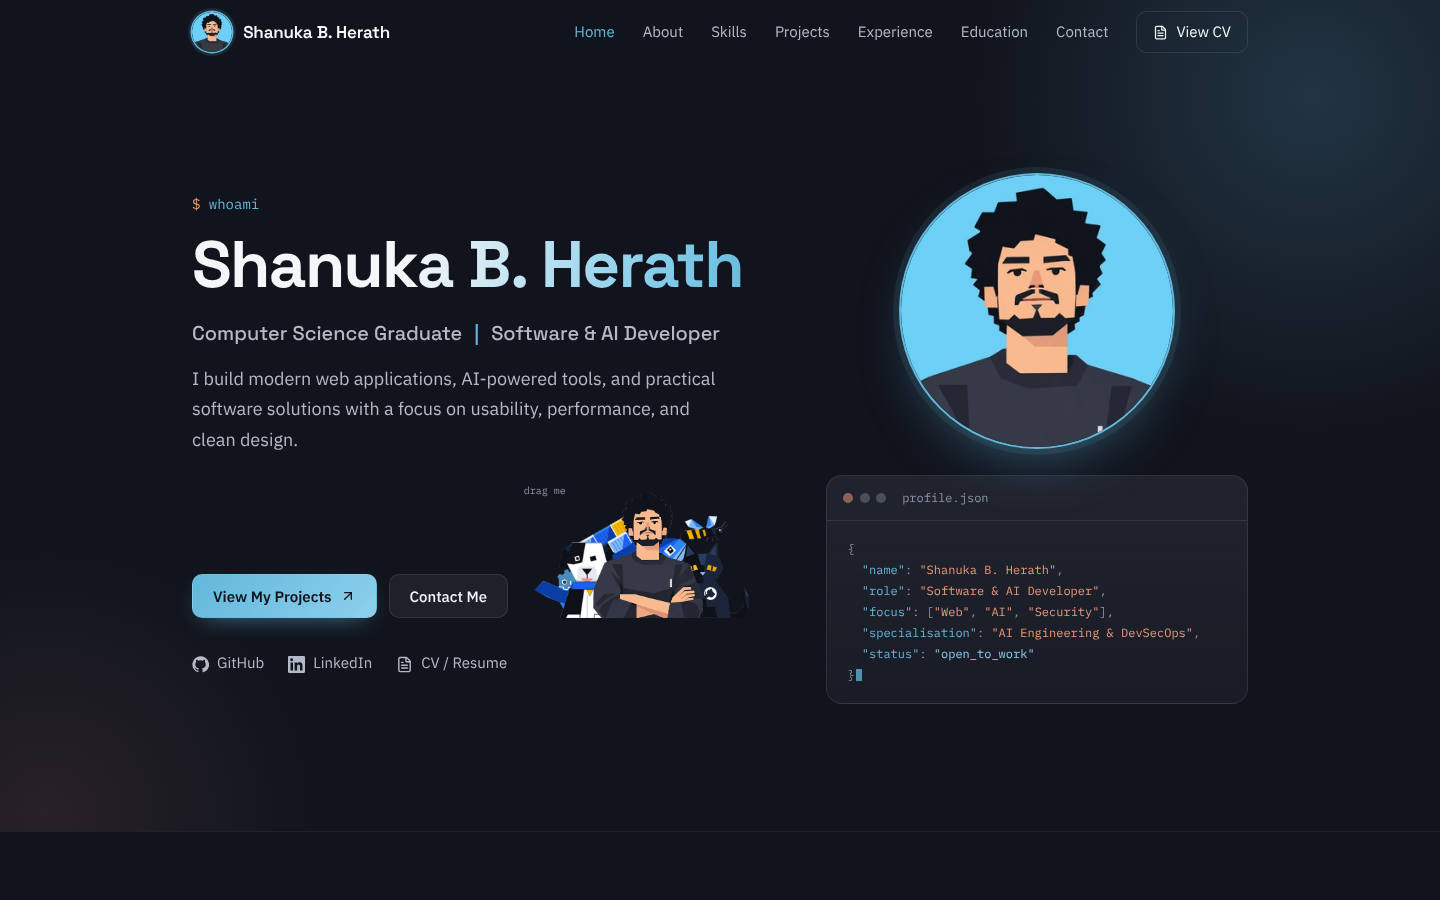 Shanuka B. Herath
Home About Skills Projects Experience Education Contact View CV
$ whoami
Shanuka B. Herath
Computer Science Graduate | Software & AI Developer
I build modern web applications, AI-powered tools, and practical
software solutions with a focus on usability, performance, and
clean design.
drag me
View My Projects Contact Me
GitHub LinkedIn CV / Resume
profile.json
{
"name": "Shanuka B. Herath",
"role": "Software & AI Developer",
"focus": ["Web", "AI", "Security"],
"specialisation": "AI Engineering & DevSecOps",
"status": "open_to_work"
}